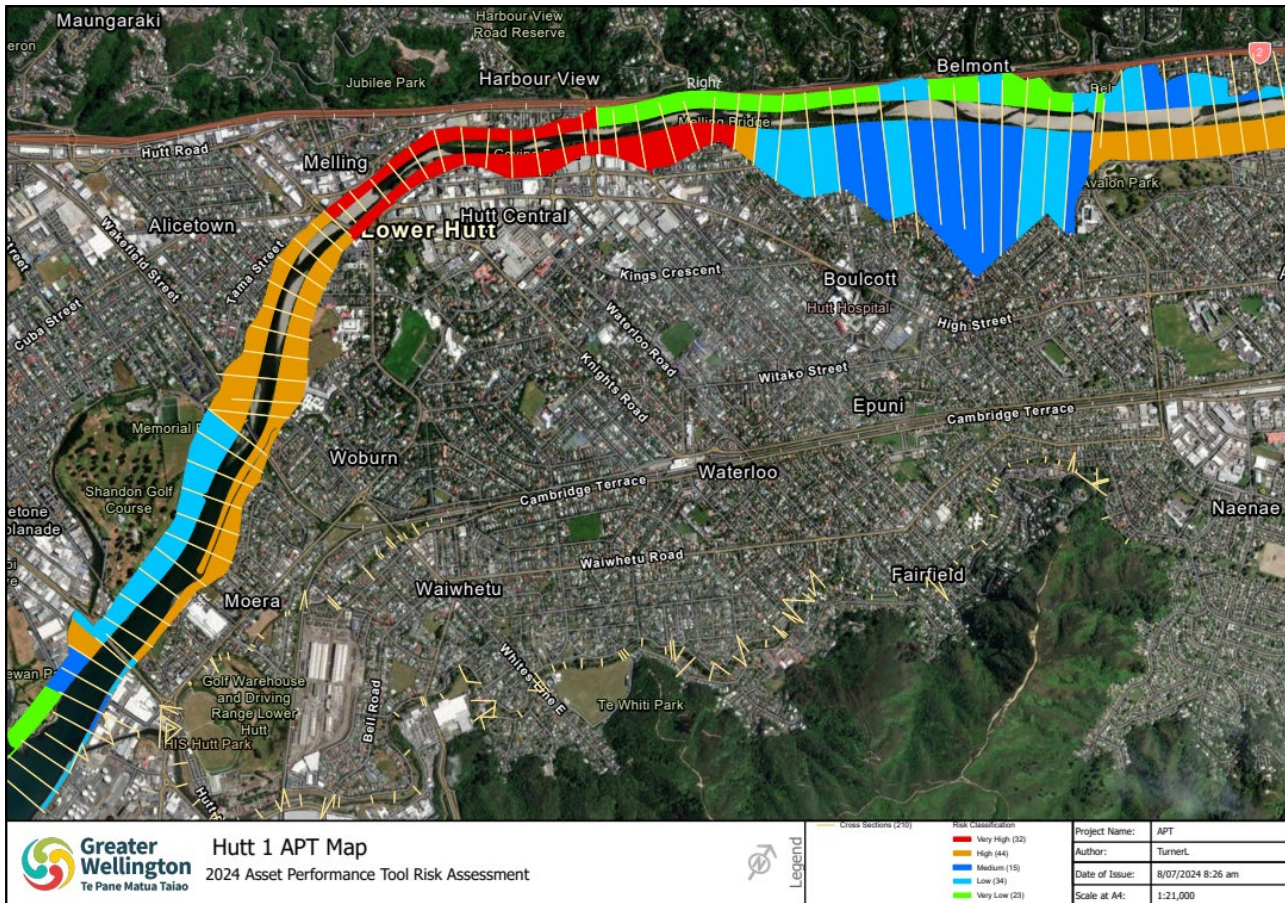 Maungaraki
Harbour View
Road Reserve
Jubilee Park
Harbour View
Belmont
2
Right
Melling Bridge
Hutt Road
Melling
Avalon Park
Alicetown
Hutt Central
Lower Hutt
Wakefield Street
Tama Street
Kings Crescent
Boulcott
Hutt Hospital
Cuba Street
Waterloo Road
High Street
Knights Road
Witako Street
Epuni
Cambridge Terrace
Woburn
Waterloo
Shandon Golf
Course
Cambridge Terrace
Naenae
Waiwhetu Road
Fairfield
Waiwhetu
Moera
Golf Warehouse
and Driving
Range Lower
Hutt
Bell Road
Whites Line E
Te Whiti Park
HIS Hutt Park
Greater
Wellington
Te Pane Matua Taiao
Hutt 1 APT Map
2024 Asset Performance Tool Risk Assessment
Legend
Cross Sections (210)
Risk Classification
Very High (32)
High (44)
Medium (15)
Low (34)
Very Low (23)
Project Name: APT
Author: TurnerL
Date of Issue: 8/07/2024 8:26 am
Scale at A4: 1:21,000